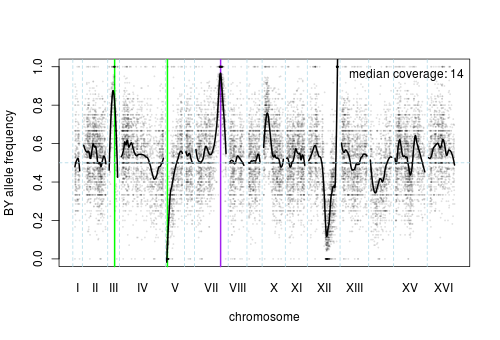 median coverage: 14
BY allele frequency
1.0
0.8
0.6
0.4
0.2
0.0
I II III IV V VII VIII X XI XII XIII XV XVI
chromosome